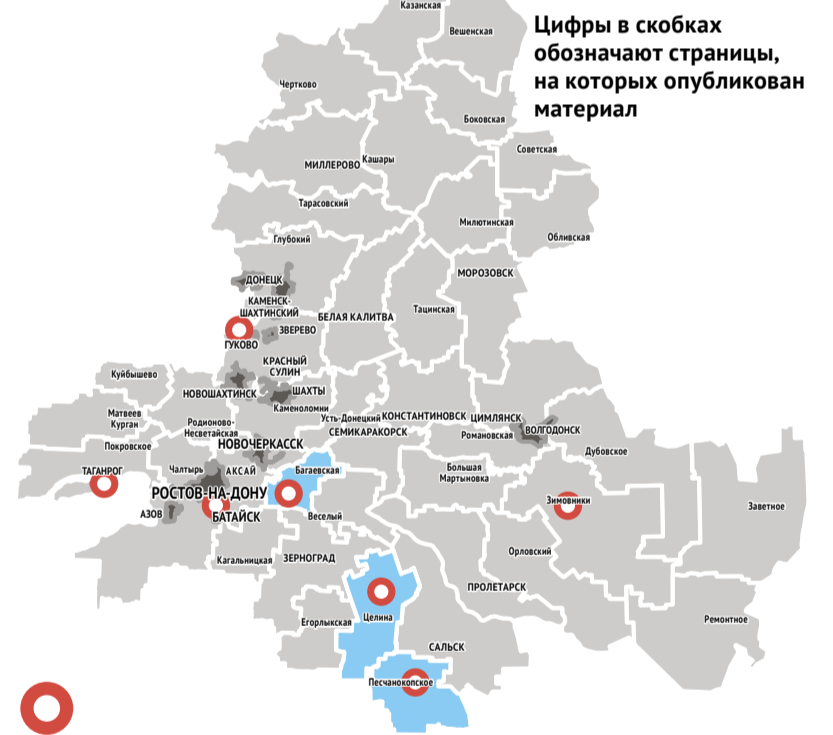 Казанская
Цифры в скобках
обозначают страницы,
на которых опубликован
материал
Вешенская
Чертково
Боковская
Советская
МИЛЛЕРОВО
Кашары
Тарасовский
Милютинская
Обливская
Глубокий
МОРОЗОВСК
ДОНЕЦК
КАМЕНСК-
ШАХТИНСКИЙ
БЕЛАЯ КАЛИТВА
Тацинская
ЗВЕРЕВО
ГУКОВО
КРАСНЫЙ
СУЛИН
Куйбышево
НОВОШАХТИНСК
ШАХТЫ
Каменоломни
Матвеев
Курган
Родионово-
Несветайская
Усть-Донецкий
КОНСТАНТИНОВСК
ЦИМЛЯНСК
СЕМИКАРАКОРСК
Романовская
ВОЛГОДОНСК
Покровское
НОВОЧЕРКАССК
Дубовское
ТАГАНРОГ
Чалтырь
АКСАЙ
Багаевская
Большая
Мартыновка
РОСТОВ-НА-ДОНУ
Зимовники
Заветное
АЗОВ
БАТАЙСК
Веселый
Кагальницкая
ЗЕРНОГРАД
Орловский
ПРОЛЕТАРСК
Егорлыкская
Целина
Ремонтное
САЛЬСК
Песчанокопское